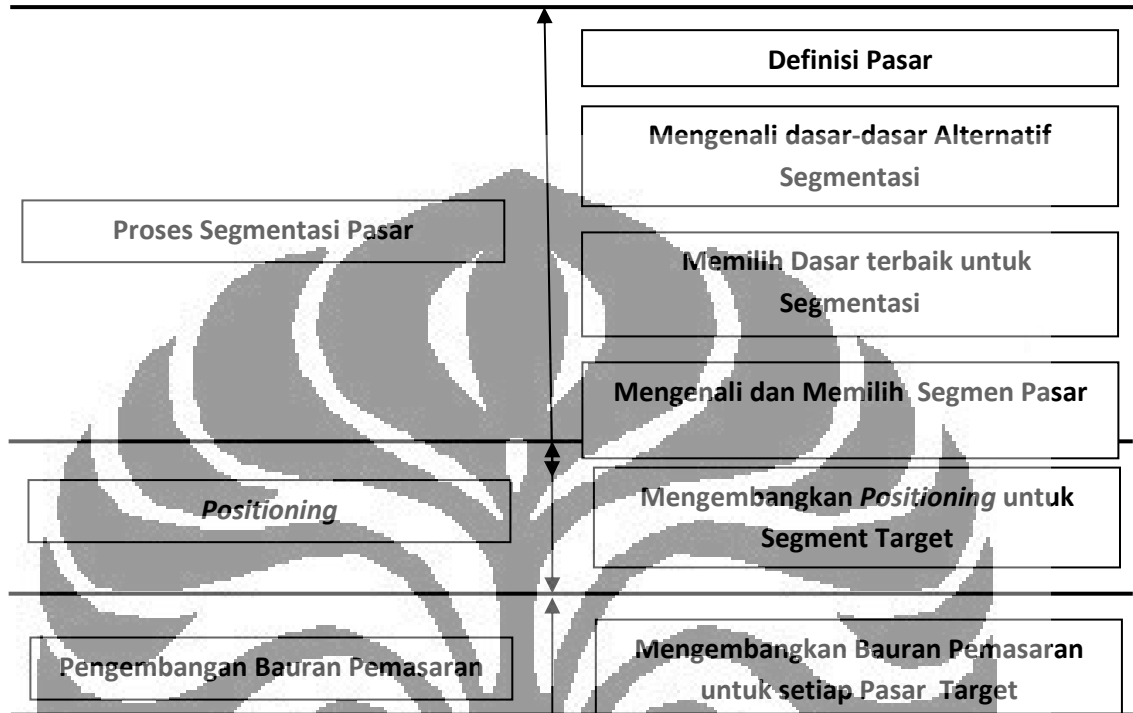 Definisi Pasar
Mengenali dasar-dasar Alternatif
Segmentasi
Proses Segmentasi Pasar
Memilih Dasar terbaik untuk
Segmentasi
Mengenali dan Memilih Segmen Pasar
Positioning
Mengembangkan Positioning untuk
Segment Target
Pengembangan Bauran Pemasaran
Mengembangkan Bauran Pemasaran
untuk setiap Pasar Target